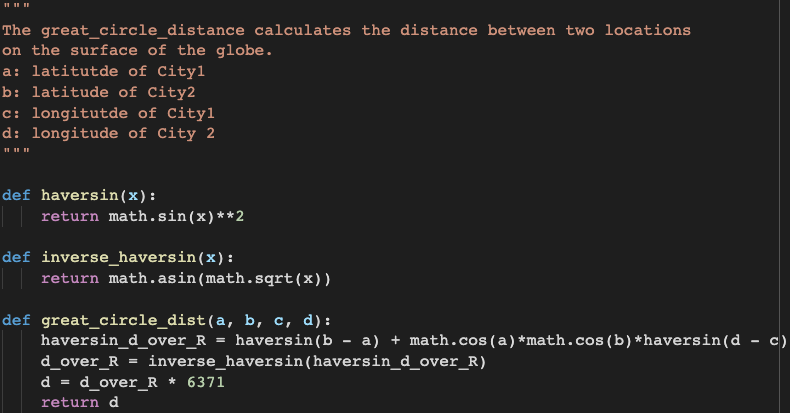 """
The great_circle_distance calculates the distance between two locations
on the surface of the globe.
a: latitutde of City1
b: latitude of City2
c: longitutde of City1
d: longitude of City 2
"""
def haversin(x):
    return math.sin(x)**2
def inverse_haversin(x):
    return math.asin(math.sqrt(x))
def great_circle_dist(a, b, c, d):
    haversin_d_over_R = haversin(b - a) + math.cos(a)*math.cos(b)*haversin(d - c)
    d_over_R = inverse_haversin(haversin_d_over_R)
    d = d_over_R * 6371
    return d